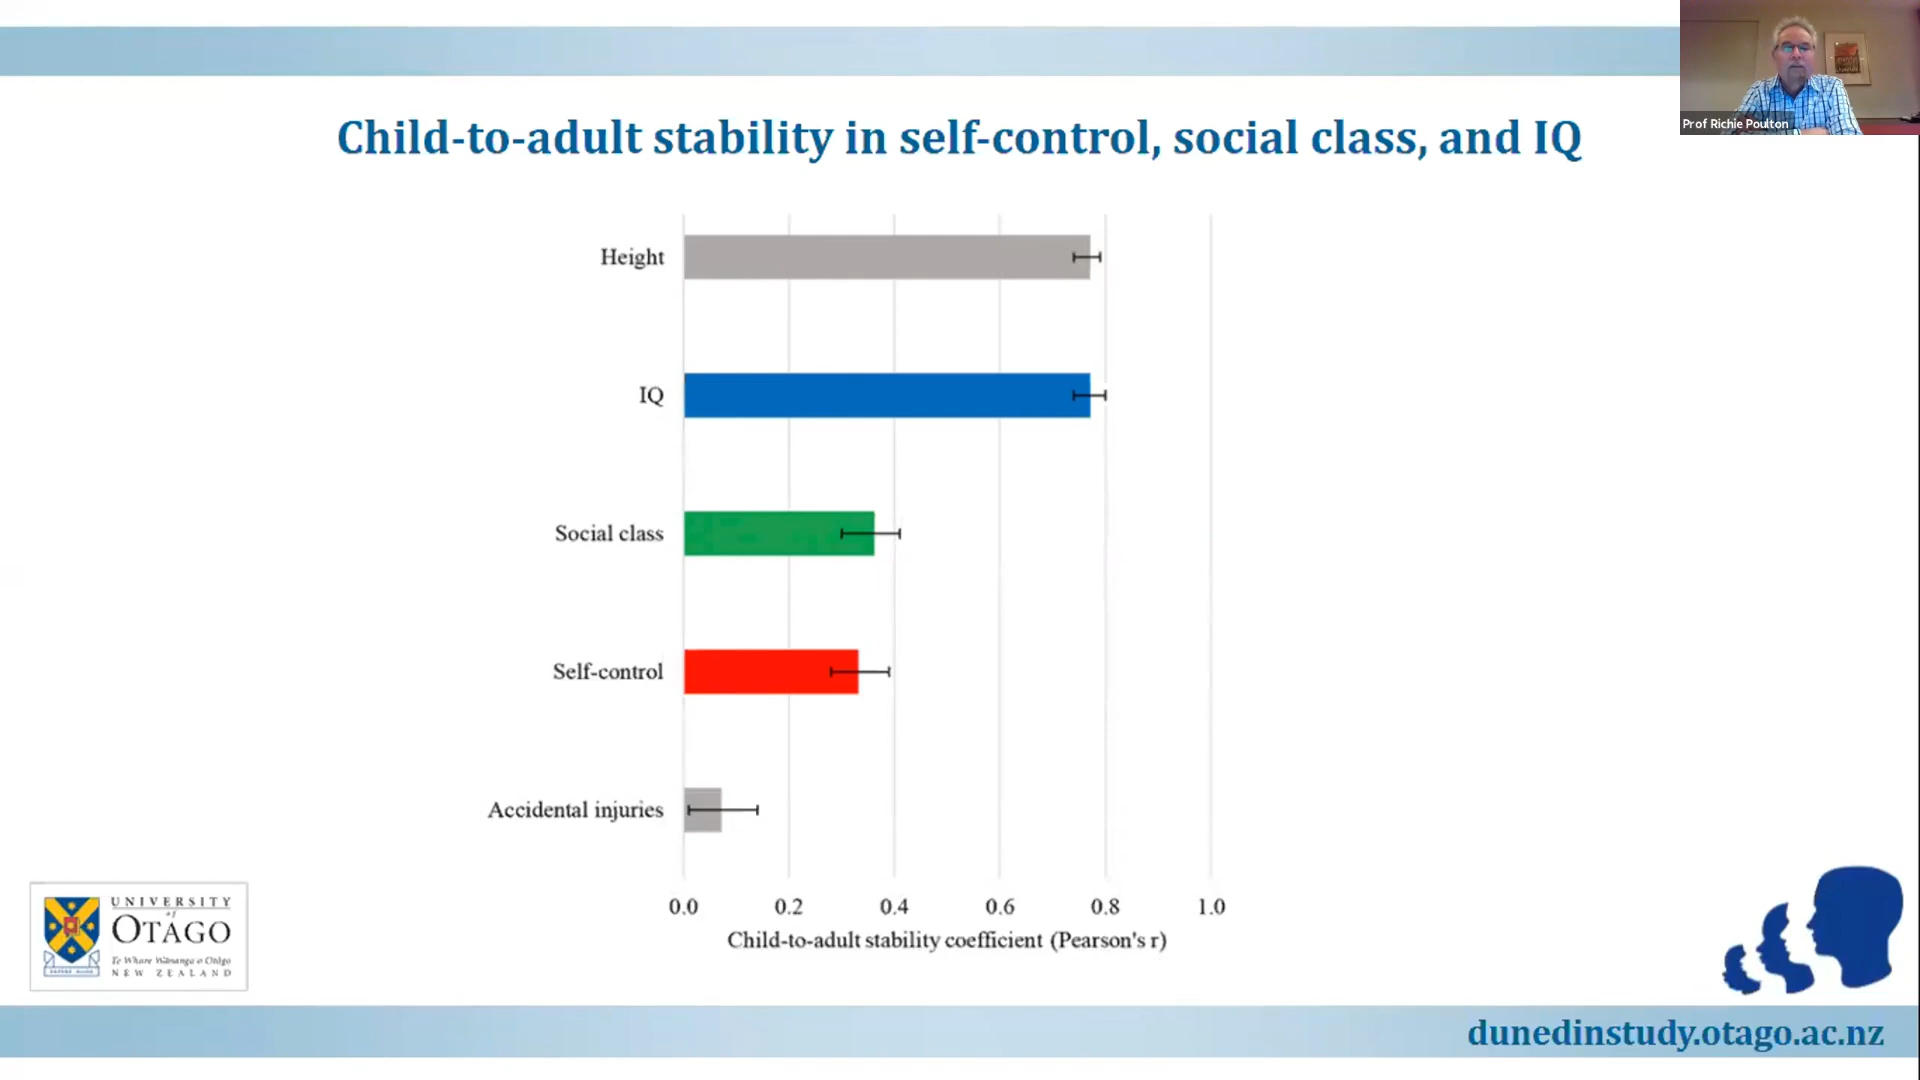 Prof Richie Poulton
Child-to-adult stability in self-control, social class, and IQ
Height
IQ
Social class
Self-control
Accidental injuries
0.0 0.2 0.4 0.6 0.8 1.0
Child-to-adult stability coefficient (Pearson's r)
UNIVERSITY
of
OTAGO
Te Whare Wānanga o Otāgo
NEW ZEALAND
dunedinstudy.otago.ac.nz